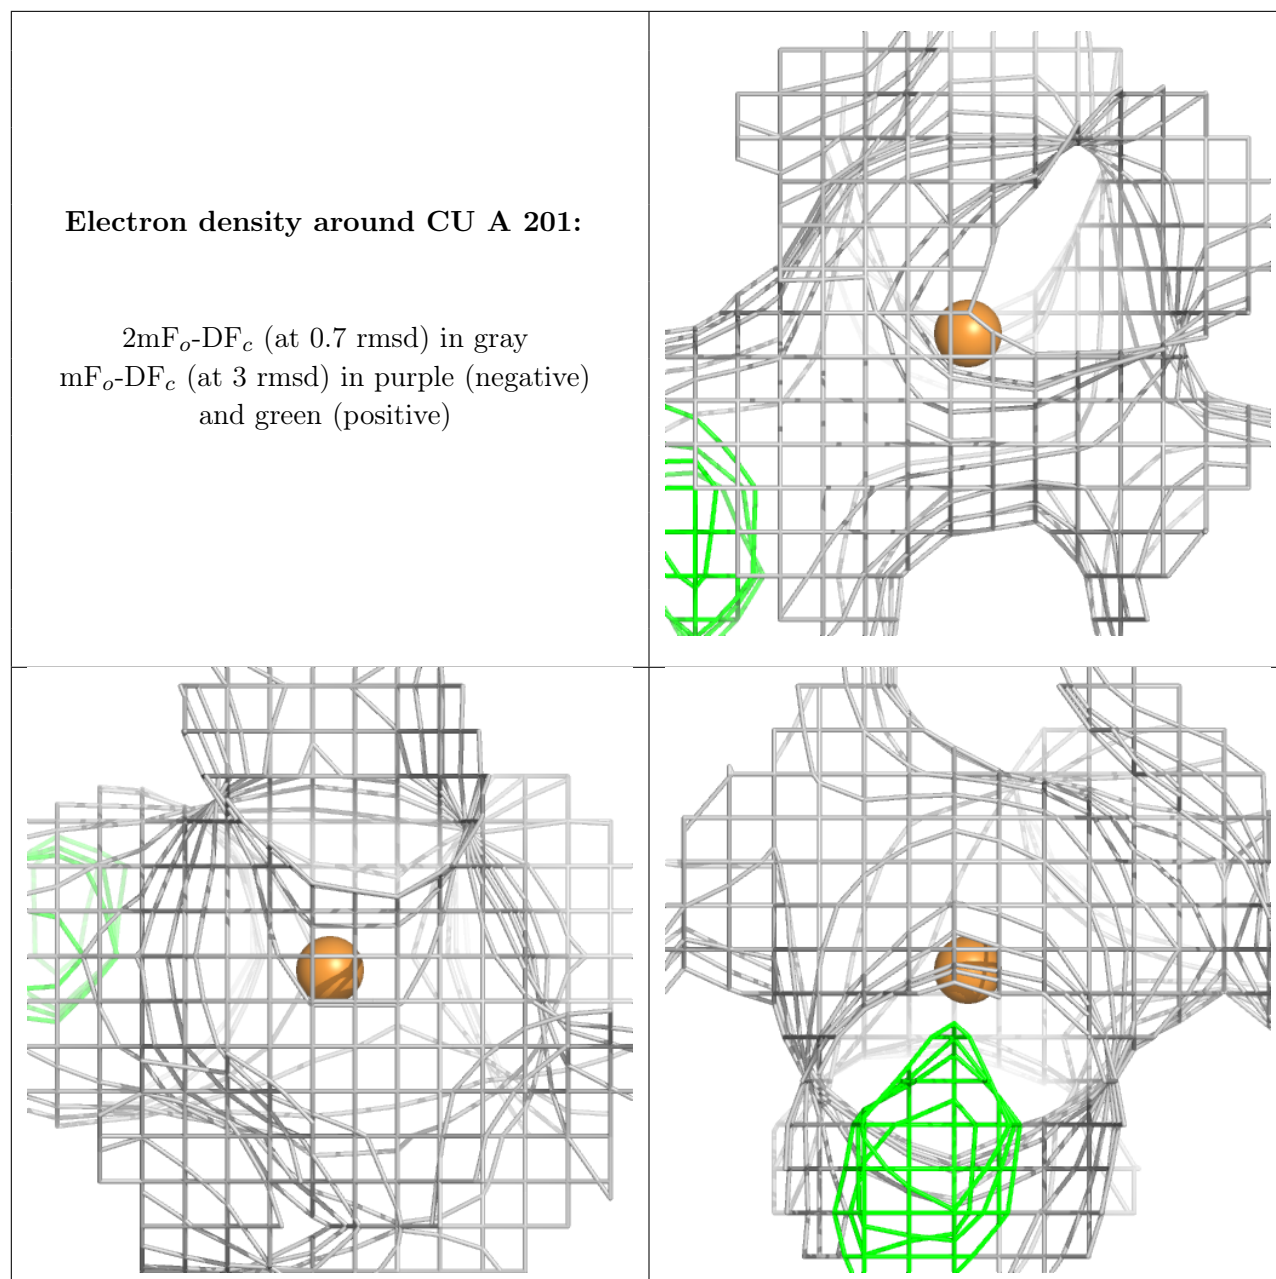 Electron density around CU A 201:
2mFo-DFc (at 0.7 rmsd) in gray
mFo-DFc (at 3 rmsd) in purple (negative)
and green (positive)